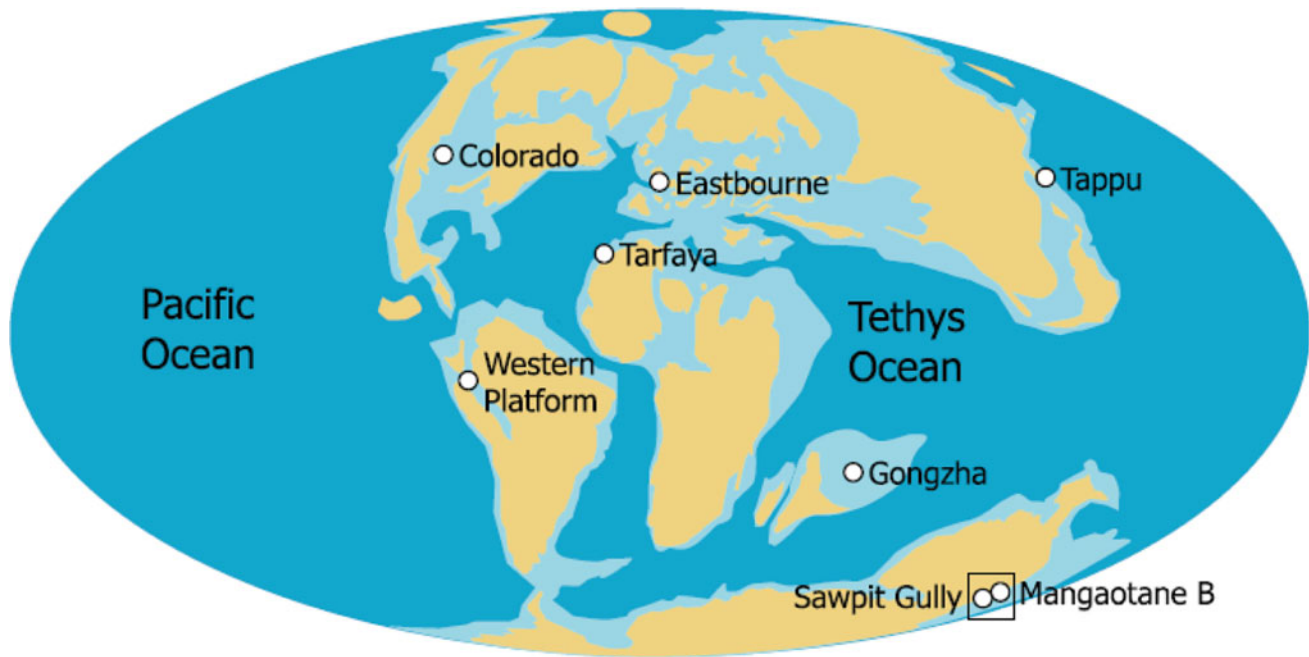 Colorado
Eastbourne
Tappu
Tarfaya
Pacific
Ocean
Tethys
Ocean
Western
Platform
Gongzha
Sawpit Gully
Mangaotane B